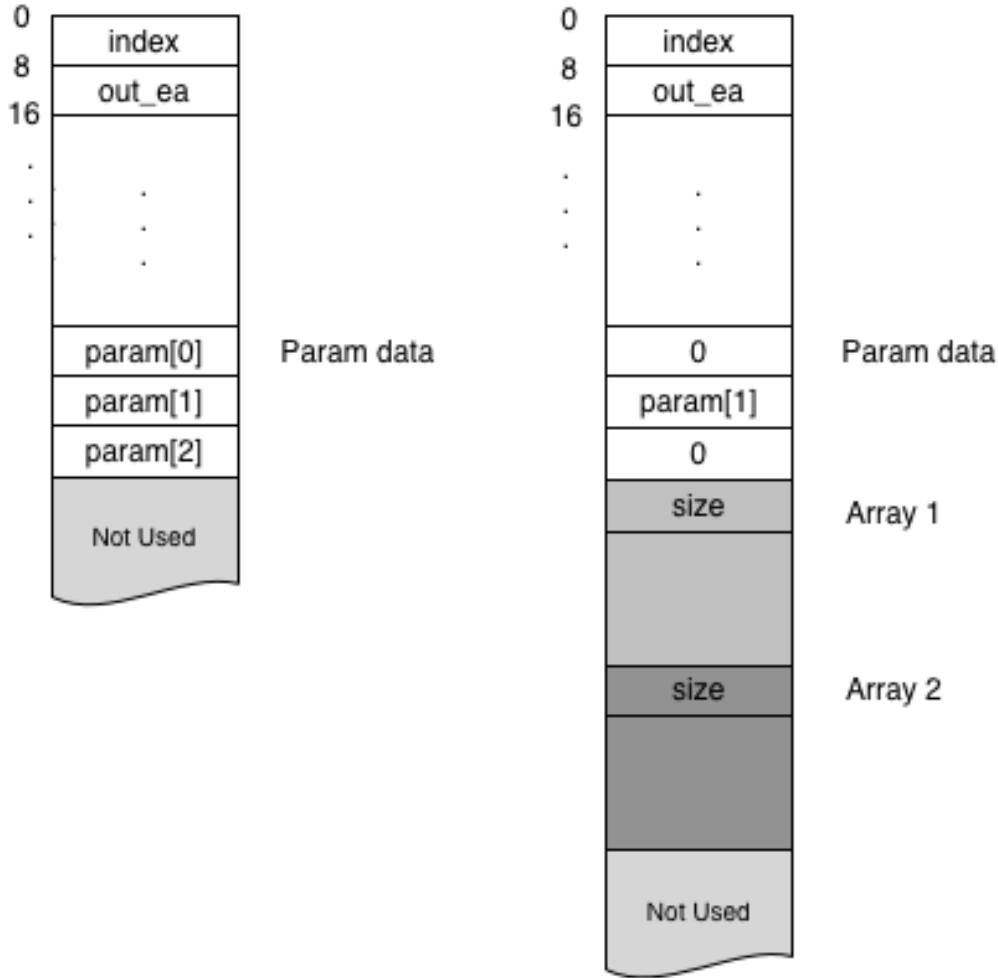 0
index
8
out_ea
16
.
.
.
.
.
.
param[0]
Param data
param[1]
param[2]
Not Used
0
index
8
out_ea
16
.
.
.
.
.
.
0
Param data
param[1]
0
size
Array 1
size
Array 2
Not Used